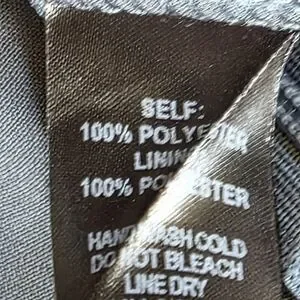 SELF:
100% POLYESTER
LINING
100% POLYESTER
HAND WASH COLD
DO NOT BLEACH
LINE DRY